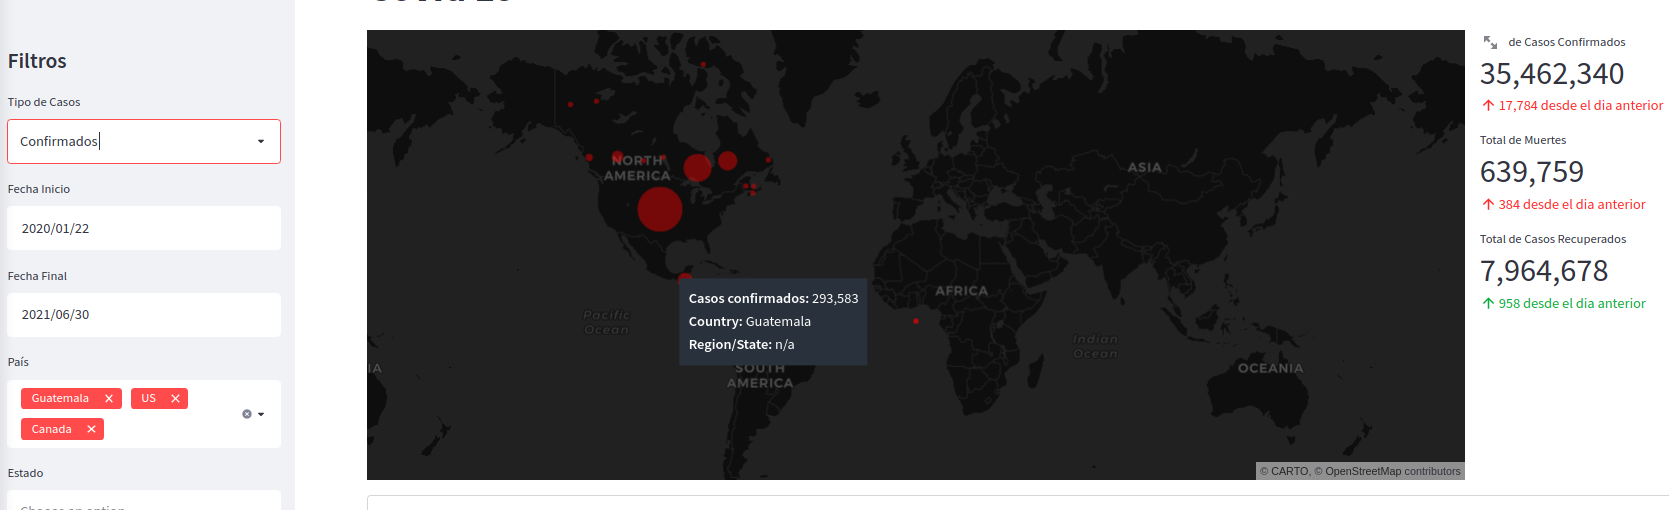 Filtros
Tipo de Casos
Confirmados
Fecha Inicio
2020/01/22
Fecha Final
2021/06/30
País
Guatemala ×
US ×
Canada ×
Estado
NORTH
AMERICA
ASIA
AFRICA
Pacific
Ocean
Indian
Ocean
IA
SOUTH
AMERICA
OCEANIA
Casos confirmados: 293,583
Country: Guatemala
Region/State: n/a
© CARTO, © OpenStreetMap contributors
de Casos Confirmados
35,462,340
↑ 17,784 desde el dia anterior
Total de Muertes
639,759
↑ 384 desde el dia anterior
Total de Casos Recuperados
7,964,678
↑ 958 desde el dia anterior